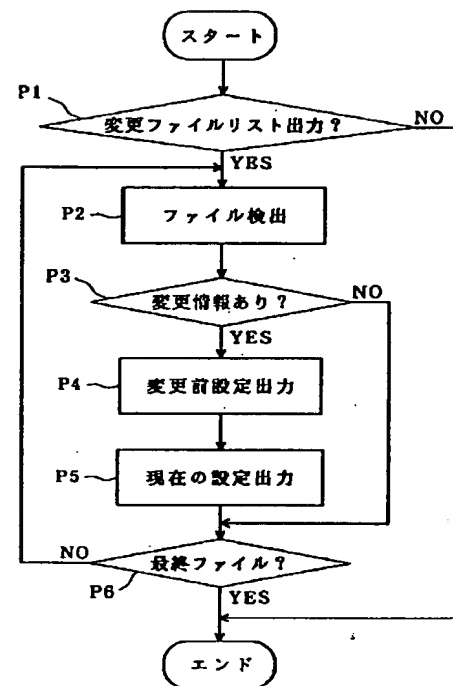 スタート
P1
変更ファイルリスト出力?
NO
YES
P2
ファイル検出
P3
変更情報あり?
NO
YES
P4
変更前設定出力
P5
現在の設定出力
NO
最終ファイル?
P6
YES
エンド